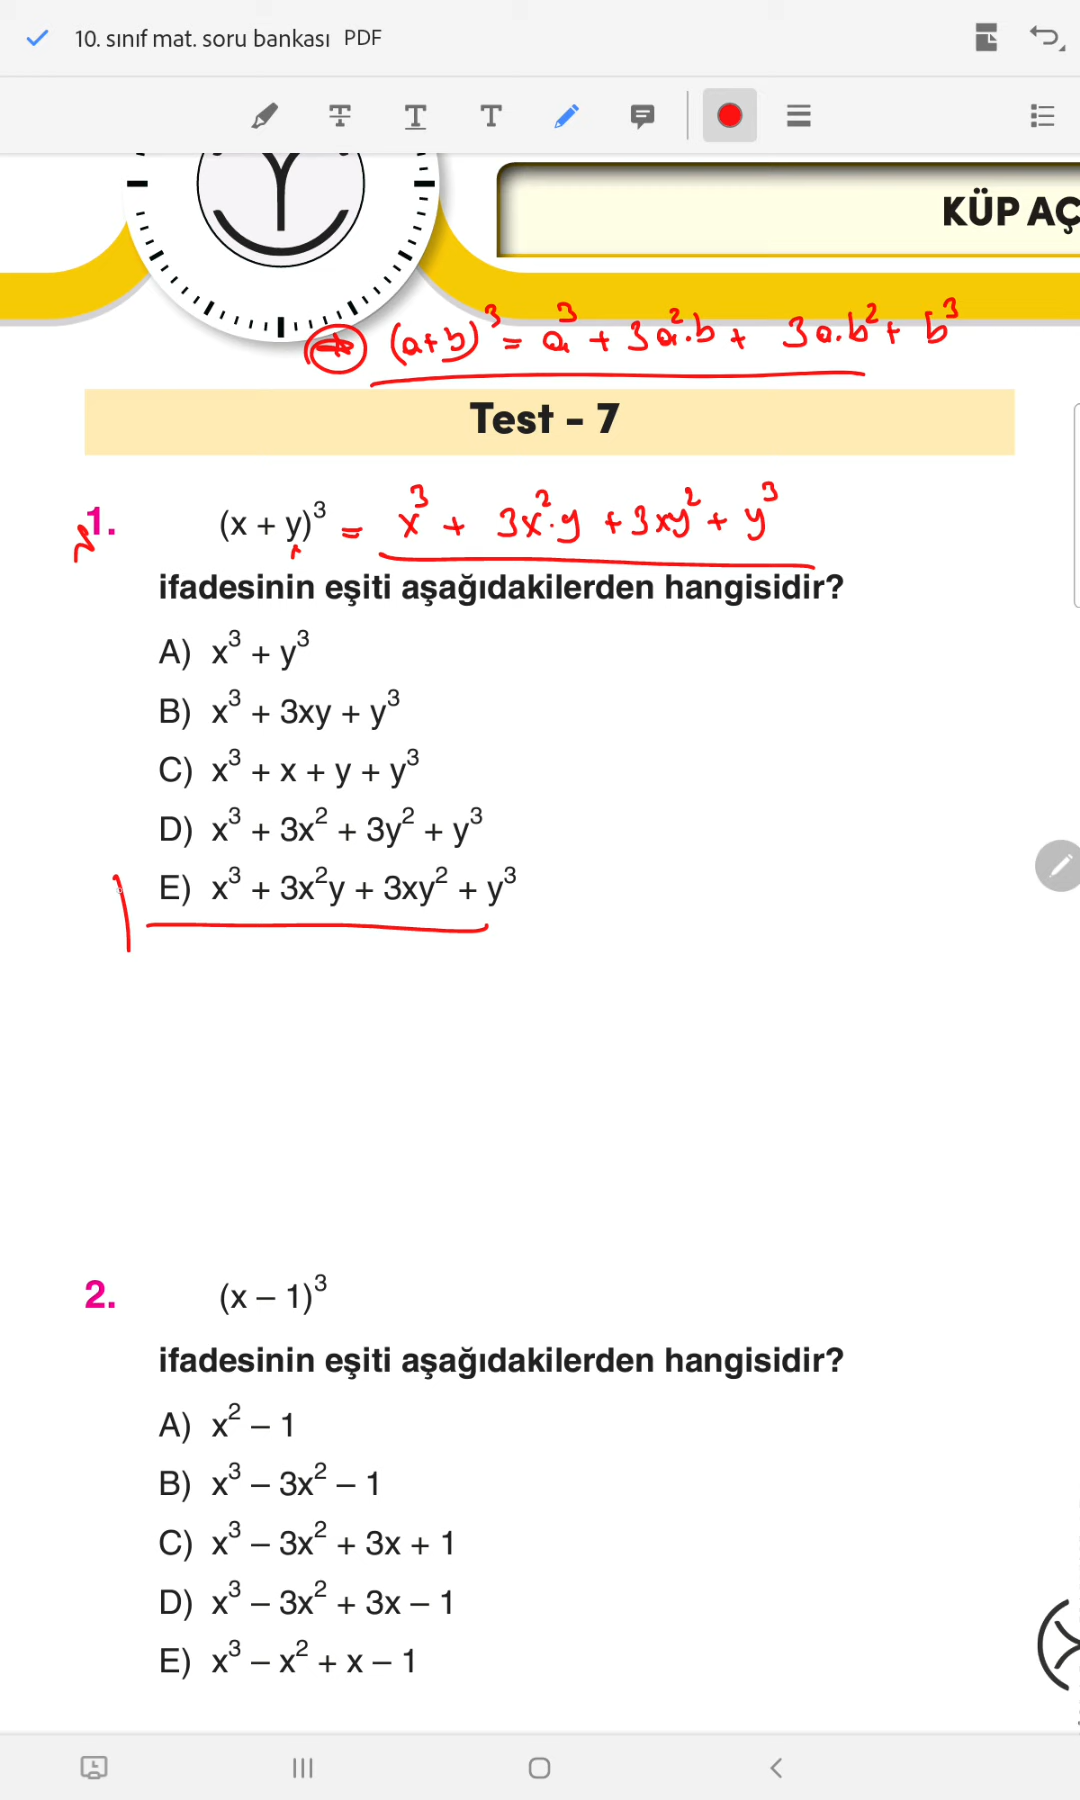 10. sınıf mat. soru bankası PDF
KÜP AÇ
(a+b)³ = a³ + 3a².b + 3a.b² + b³
Test - 7
1. (x + y)³ = x³ + 3x².y + 3xy² + y³
ifadesinin eşiti aşağıdakilerden hangisidir?
A) x³ + y³
B) x³ + 3xy + y³
C) x³ + x + y + y³
D) x³ + 3x² + 3y² + y³
E) x³ + 3x²y + 3xy² + y³
2. (x – 1)³
ifadesinin eşiti aşağıdakilerden hangisidir?
A) x² – 1
B) x³ – 3x² – 1
C) x³ – 3x² + 3x + 1
D) x³ – 3x² + 3x – 1
E) x³ – x² + x – 1